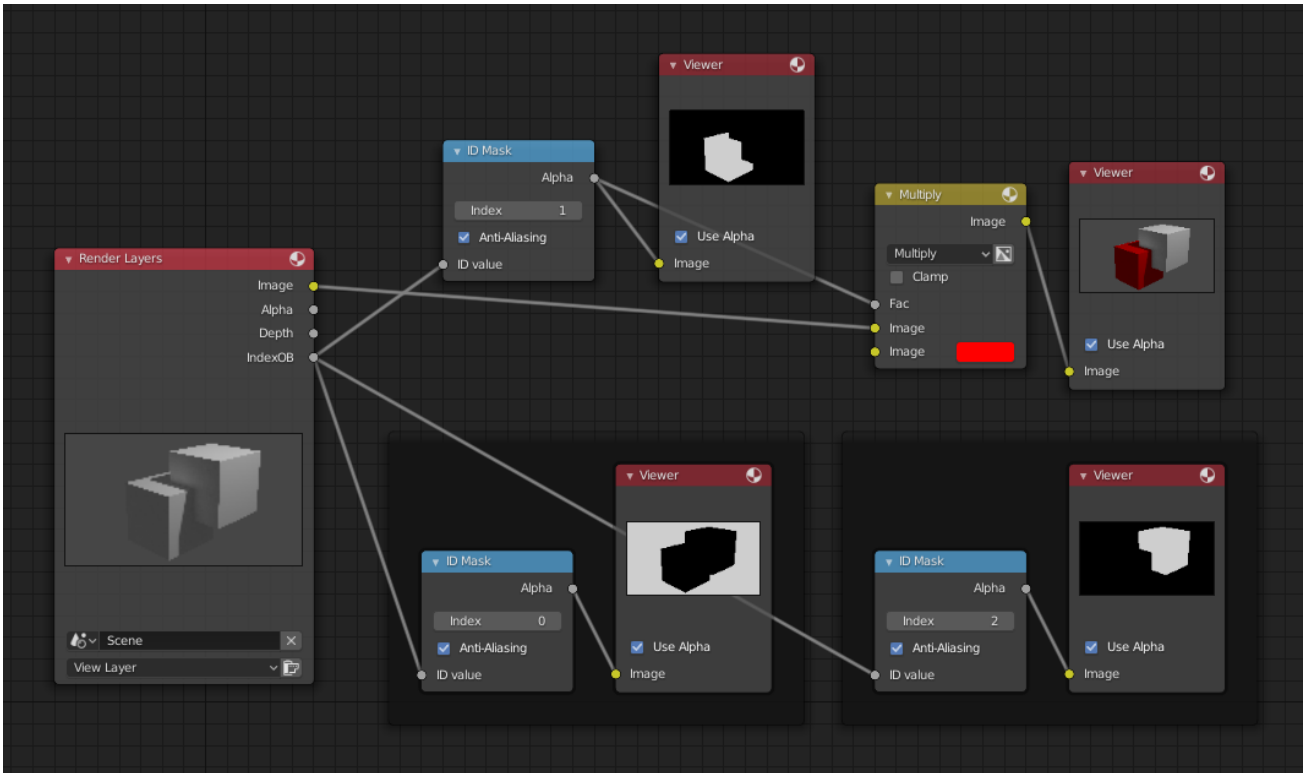 Render Layers
Image
Alpha
Depth
IndexOB
Scene
View Layer
ID Mask
Alpha
Index 1
Anti-Aliasing
ID value
Viewer
Use Alpha
Image
Multiply
Image
Multiply
Clamp
Fac
Image
Image
Viewer
Use Alpha
Image
ID Mask
Alpha
Index 0
Anti-Aliasing
ID value
Viewer
Use Alpha
Image
ID Mask
Alpha
Index 2
Anti-Aliasing
ID value
Viewer
Use Alpha
Image